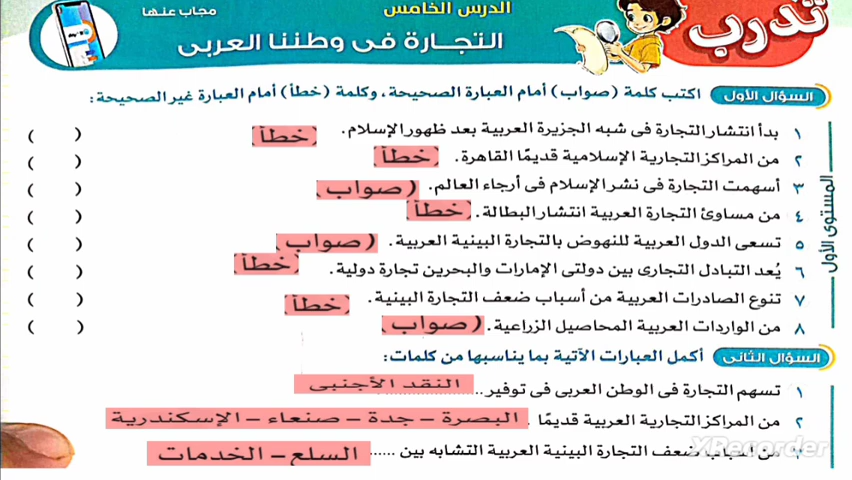 تدرب
الدرس الخامس
مجاب عنها
التجـارة فى وطننا العربى
السؤال الأول اكتب كلمة (صواب) أمام العبارة الصحيحة، وكلمة (خطأ) أمام العبارة غير الصحيحة:
المستوى الأول
١ بدأ انتشار التجارة فى شبه الجزيرة العربية بعد ظهور الإسلام. خطأ ( )
٢ من المراكز التجارية الإسلامية قديمًا القاهرة. خطأ ( )
٣ أسهمت التجارة فى نشر الإسلام فى أرجاء العالم. (صواب ( )
٤ من مساوئ التجارة العربية انتشار البطالة. خطأ ( )
٥ تسعى الدول العربية للنهوض بالتجارة البينية العربية. (صواب ( )
٦ يُعد التبادل التجارى بين دولتى الإمارات والبحرين تجارة دولية. خطأ ( )
٧ تنوع الصادرات العربية من أسباب ضعف التجارة البينية. خطأ ( )
٨ من الواردات العربية المحاصيل الزراعية. (صواب ( )
السؤال الثانى أكمل العبارات الآتية بما يناسبها من كلمات:
١ تسهم التجارة فى الوطن العربى فى توفير...... النقد الأجنبى
٢ من المراكز التجارية العربية قديمًا البصرة – جدة – صنعاء – الإسكندرية
ضعف التجارة البينية العربية التشابه بين ...... السلع – الخدمات
XRecorder